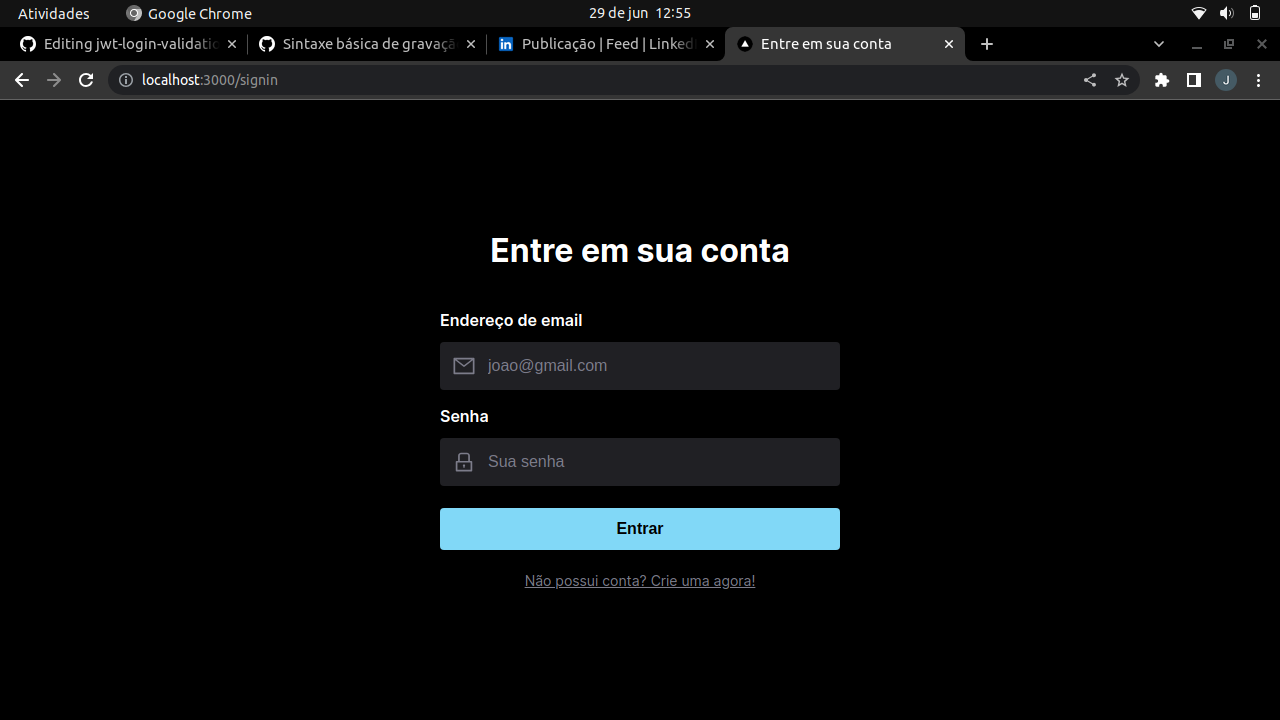 Atividades Google Chrome 29 de jun 12:55
Editing jwt-login-validatio Sintaxe básica de gravaçã Publicação | Feed | Linked Entre em sua conta
localhost:3000/signin J
Entre em sua conta
Endereço de email
joao@gmail.com
Senha
Sua senha
Entrar
Não possui conta? Crie uma agora!